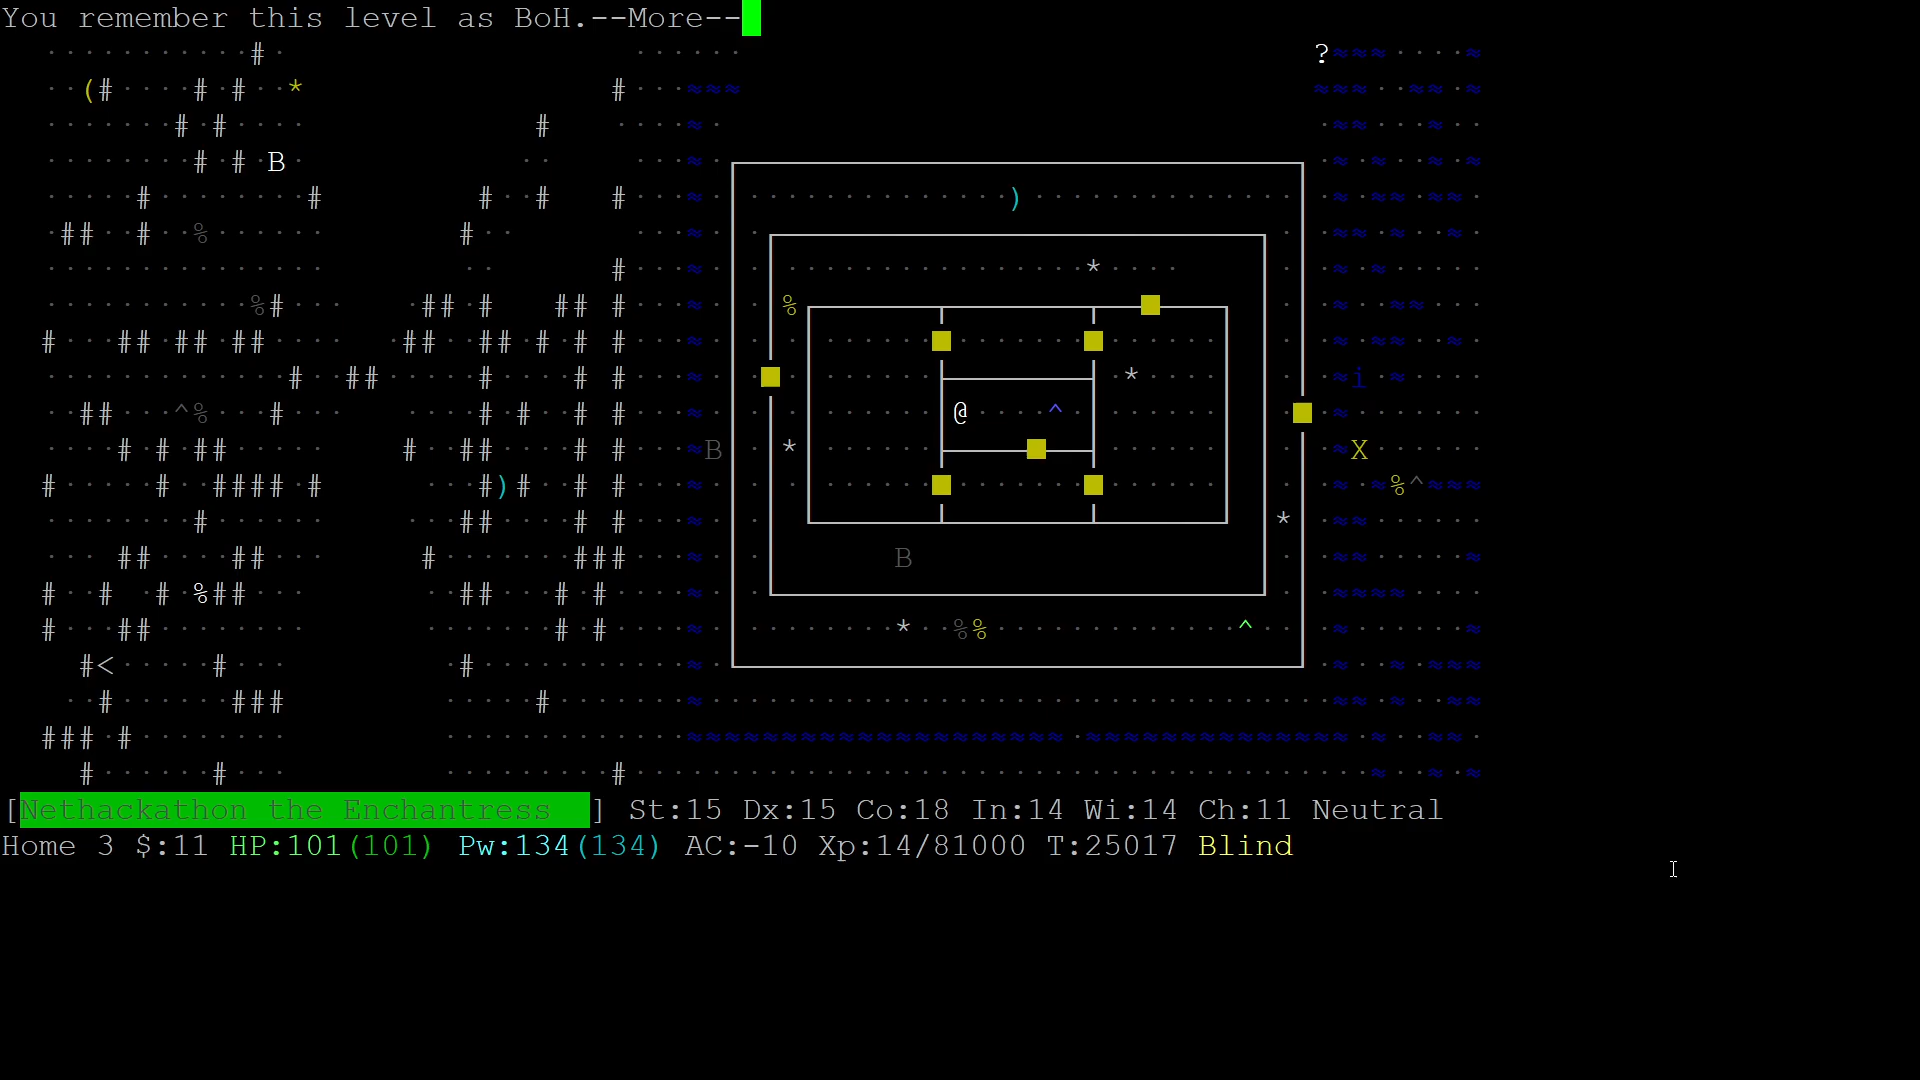 You remember this level as BoH.--More--
[Nethackathon the Enchantress ] St:15 Dx:15 Co:18 In:14 Wi:14 Ch:11 Neutral
Home 3 $:11 HP:101(101) Pw:134(134) AC:-10 Xp:14/81000 T:25017 Blind